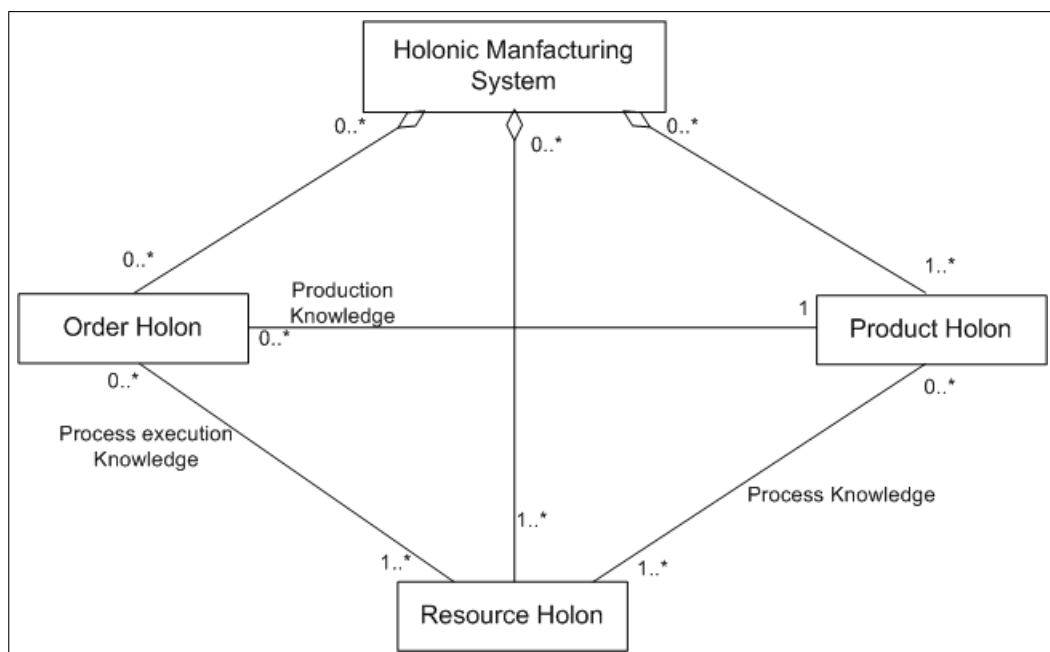 Holonic Manfacturing
System
0..*
0..*
0..*
0..*
1..*
Production
Knowledge
Order Holon
0..*
1
Product Holon
0..*
0..*
Process execution
Knowledge
Process Knowledge
1..*
1..*
1..*
Resource Holon